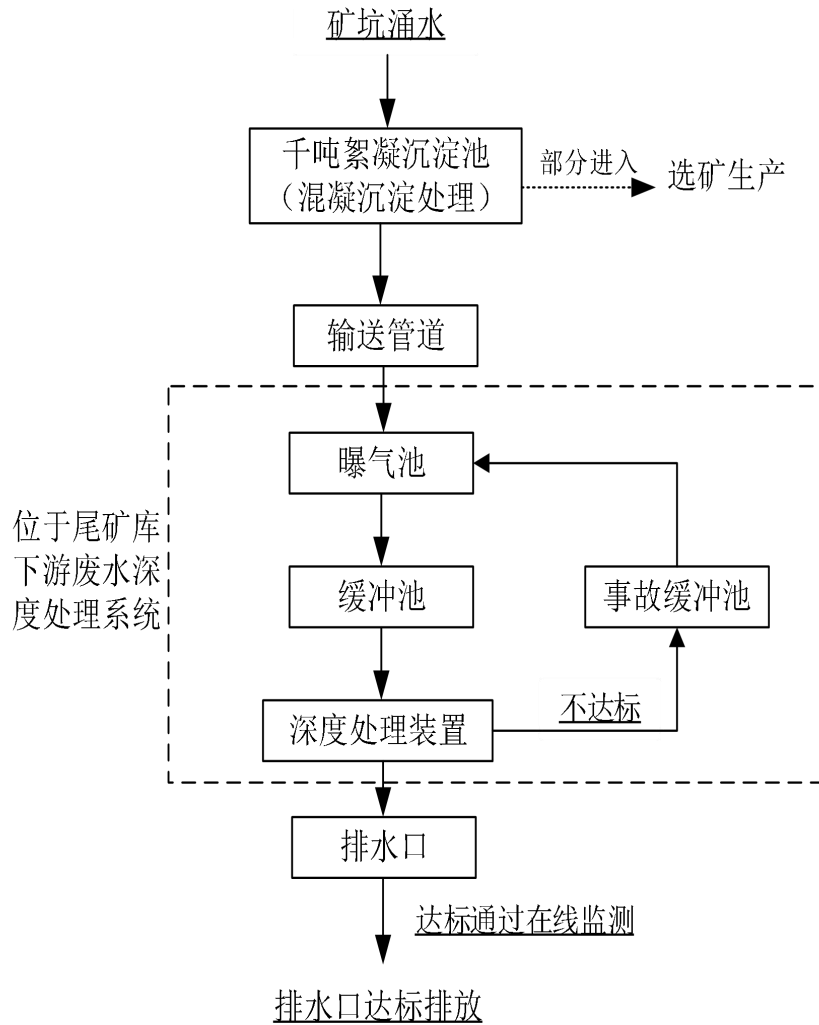 矿坑涌水
千吨絮凝沉淀池
（混凝沉淀处理）
部分进入
选矿生产
输送管道
曝气池
位于尾矿库
下游废水深
度处理系统
缓冲池
事故缓冲池
不达标
深度处理装置
排水口
达标通过在线监测
排水口达标排放